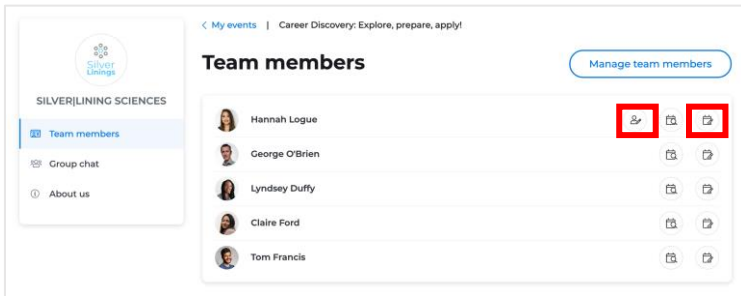 < My events | Career Discovery: Explore, prepare, apply!
Silver
Linings
SILVER|LINING SCIENCES
Team members
Group chat
About us
Team members
Manage team members
Hannah Logue
George O'Brien
Lyndsey Duffy
Claire Ford
Tom Francis